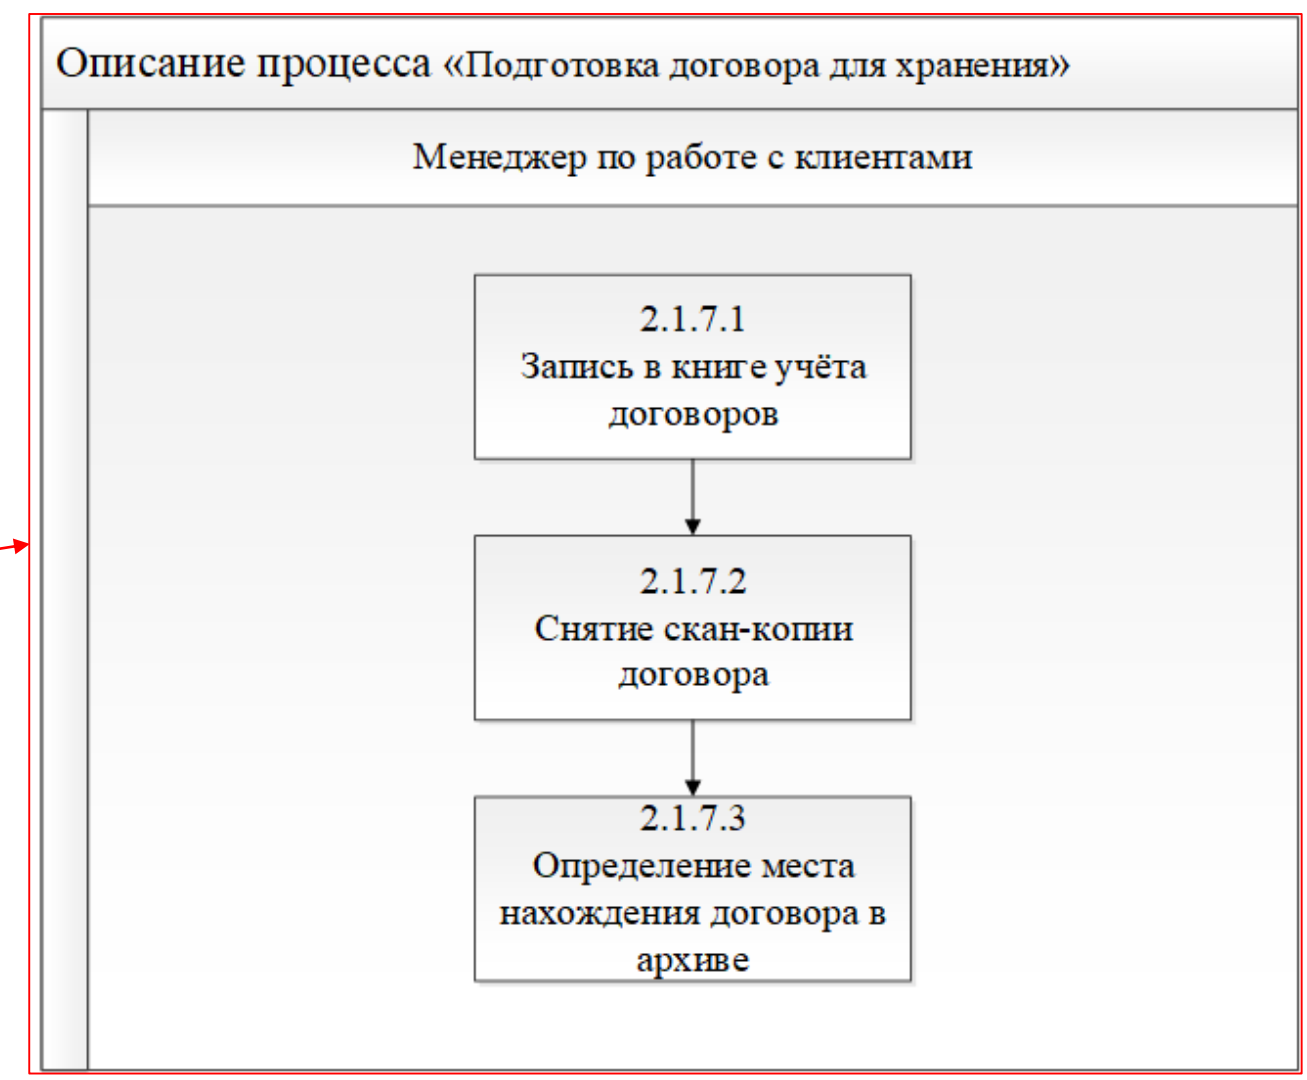 Описание процесса «Подготовка договора для хранения»
Менеджер по работе с клиентами
2.1.7.1
Запись в книге учёта
договоров
2.1.7.2
Снятие скан-копии
договора
2.1.7.3
Определение места
нахождения договора в
архиве